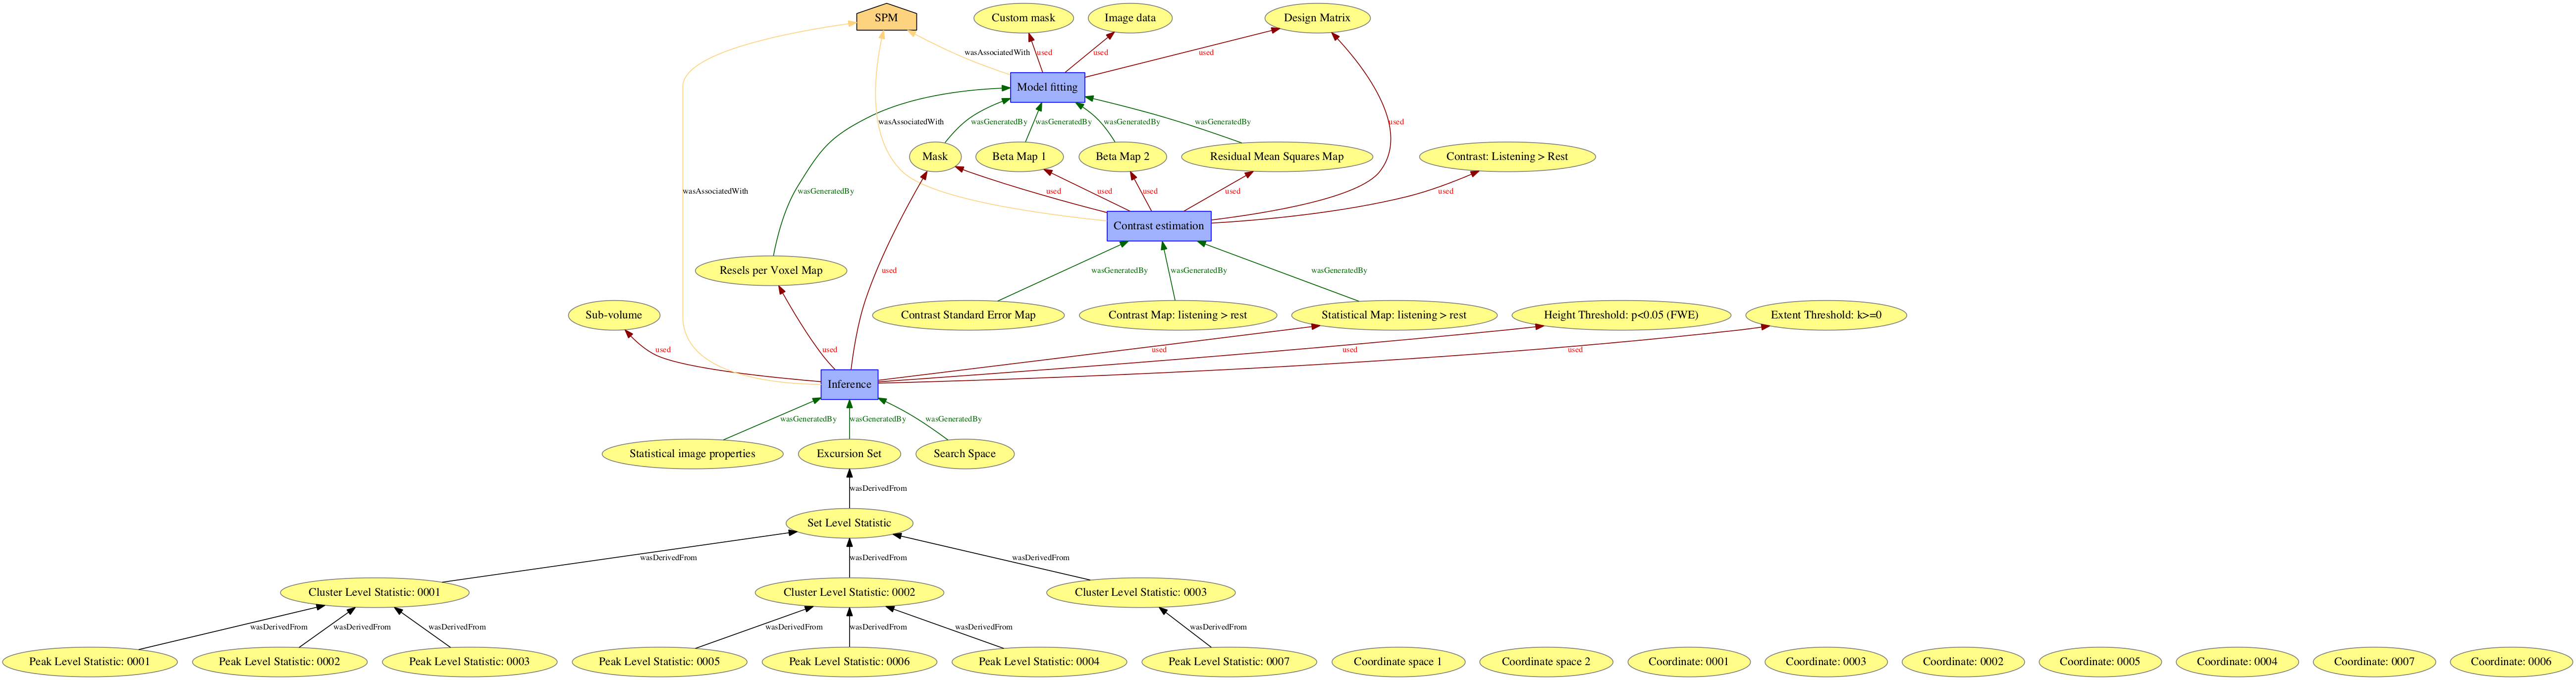 SPM
Custom mask
Image data
Design Matrix
wasAssociatedWith
used
used
used
Model fitting
wasAssociatedWith
wasGeneratedBy
wasGeneratedBy
wasGeneratedBy
wasGeneratedBy
used
Mask
Beta Map 1
Beta Map 2
Residual Mean Squares Map
Contrast: Listening > Rest
wasAssociatedWith
wasGeneratedBy
used
used
used
used
used
Contrast estimation
Resels per Voxel Map
used
wasGeneratedBy
wasGeneratedBy
wasGeneratedBy
Sub-volume
Contrast Standard Error Map
Contrast Map: listening > rest
Statistical Map: listening > rest
Height Threshold: p<0.05 (FWE)
Extent Threshold: k>=0
used
used
used
used
used
Inference
wasGeneratedBy
wasGeneratedBy
wasGeneratedBy
Statistical image properties
Excursion Set
Search Space
wasDerivedFrom
Set Level Statistic
wasDerivedFrom
wasDerivedFrom
wasDerivedFrom
Cluster Level Statistic: 0001
Cluster Level Statistic: 0002
Cluster Level Statistic: 0003
wasDerivedFrom
wasDerivedFrom
wasDerivedFrom
wasDerivedFrom
wasDerivedFrom
wasDerivedFrom
wasDerivedFrom
Peak Level Statistic: 0001
Peak Level Statistic: 0002
Peak Level Statistic: 0003
Peak Level Statistic: 0005
Peak Level Statistic: 0006
Peak Level Statistic: 0004
Peak Level Statistic: 0007
Coordinate space 1
Coordinate space 2
Coordinate: 0001
Coordinate: 0003
Coordinate: 0002
Coordinate: 0005
Coordinate: 0004
Coordinate: 0007
Coordinate: 0006